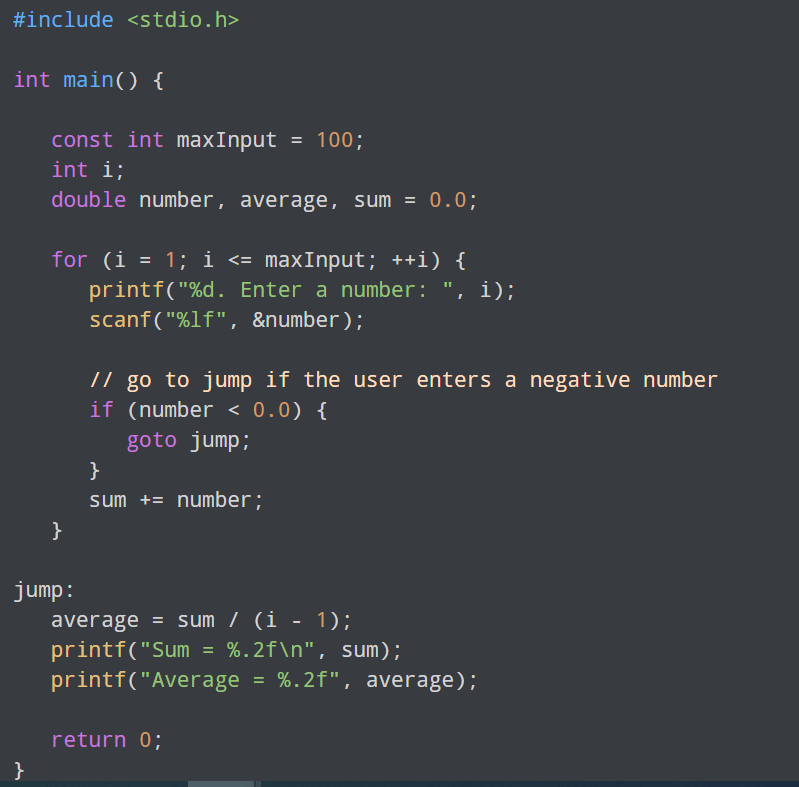 #include <stdio.h>
int main() {
const int maxInput = 100;
int i;
double number, average, sum = 0.0;
for (i = 1; i <= maxInput; ++i) {
printf("%d. Enter a number: ", i);
scanf("%lf", &number);
// go to jump if the user enters a negative number
if (number < 0.0) {
goto jump;
}
sum += number;
}
jump:
average = sum / (i - 1);
printf("Sum = %.2f\n", sum);
printf("Average = %.2f", average);
return 0;
}